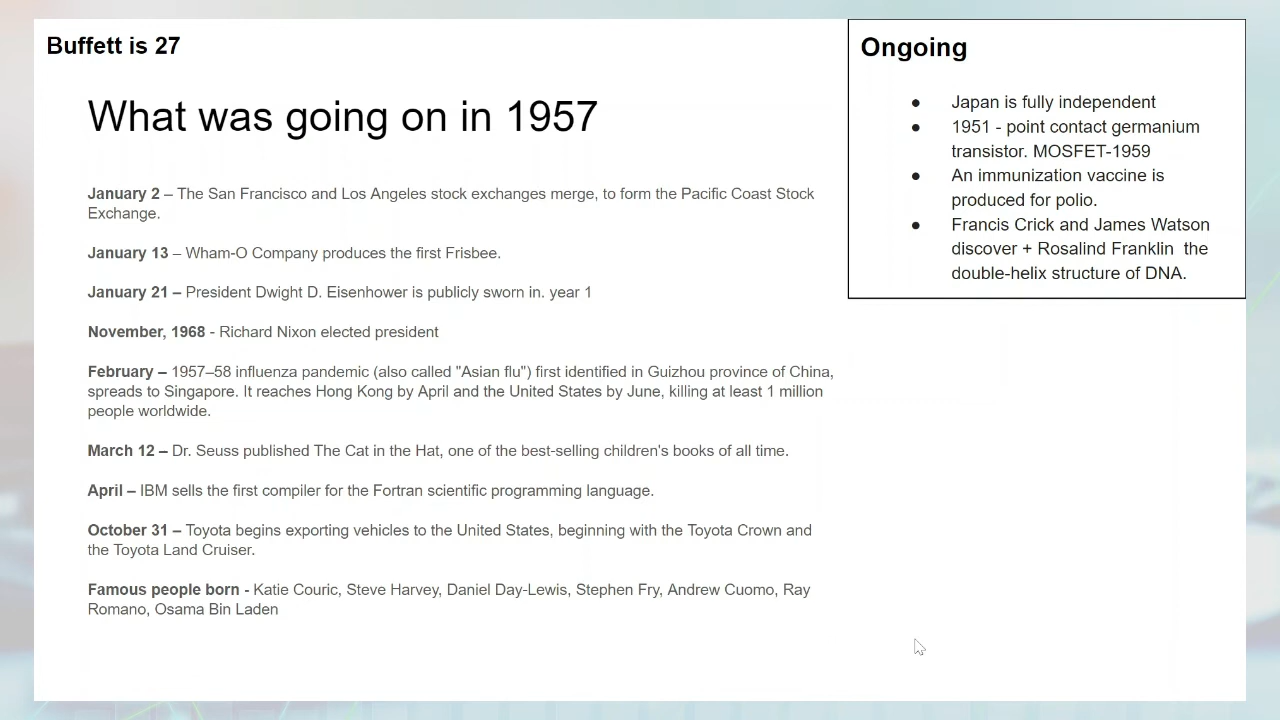 Buffett is 27
What was going on in 1957
January 2 – The San Francisco and Los Angeles stock exchanges merge, to form the Pacific Coast Stock
Exchange.
January 13 – Wham-O Company produces the first Frisbee.
January 21 – President Dwight D. Eisenhower is publicly sworn in. year 1
November, 1968 - Richard Nixon elected president
February – 1957–58 influenza pandemic (also called "Asian flu") first identified in Guizhou province of China,
spreads to Singapore. It reaches Hong Kong by April and the United States by June, killing at least 1 million
people worldwide.
March 12 – Dr. Seuss published The Cat in the Hat, one of the best-selling children's books of all time.
April – IBM sells the first compiler for the Fortran scientific programming language.
October 31 – Toyota begins exporting vehicles to the United States, beginning with the Toyota Crown and
the Toyota Land Cruiser.
Famous people born - Katie Couric, Steve Harvey, Daniel Day-Lewis, Stephen Fry, Andrew Cuomo, Ray
Romano, Osama Bin Laden
Ongoing
● Japan is fully independent
● 1951 - point contact germanium
transistor. MOSFET-1959
● An immunization vaccine is
produced for polio.
● Francis Crick and James Watson
discover + Rosalind Franklin the
double-helix structure of DNA.